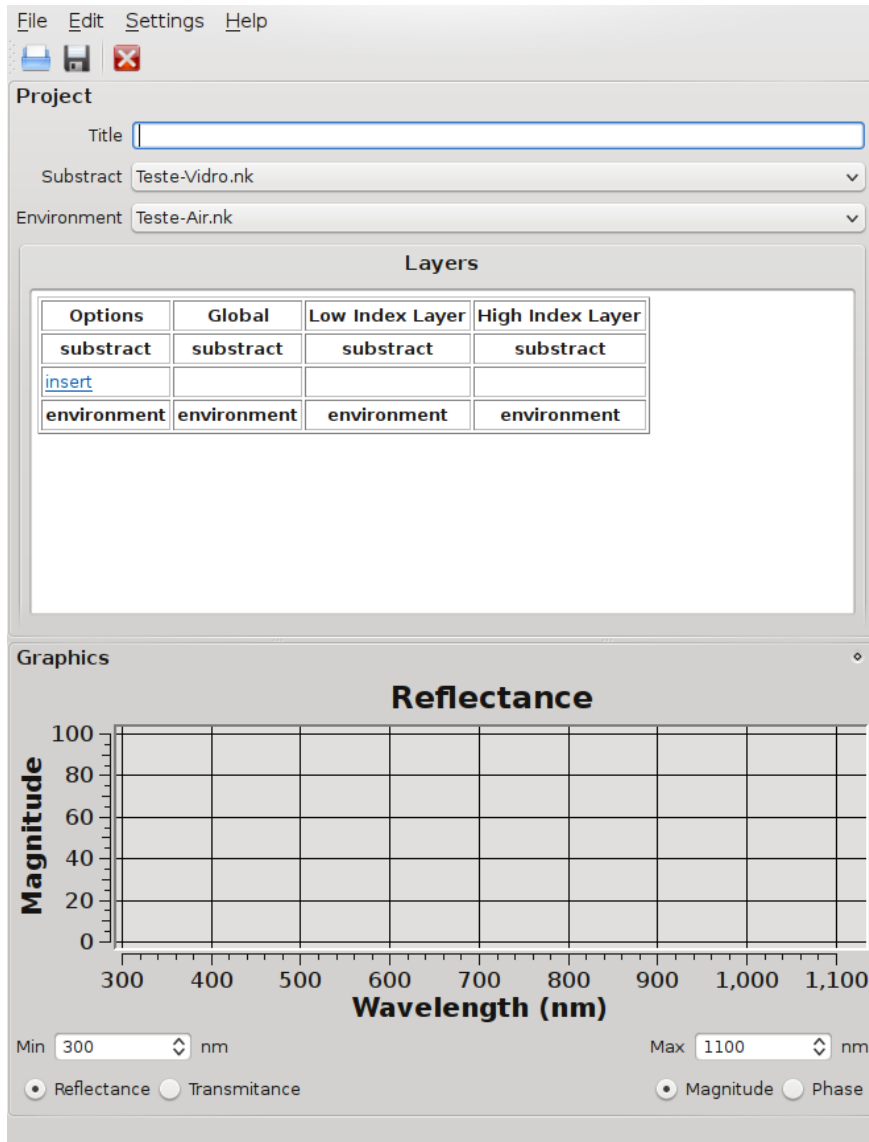 File Edit Settings Help
Project
Title
Substract Teste-Vidro.nk
Environment Teste-Air.nk
Layers
Options Global Low Index Layer High Index Layer
substract substract substract substract
insert
environment environment environment environment
Graphics
Reflectance
Magnitude
100
80
60
40
20
0
300 400 500 600 700 800 900 1,000 1,100
Wavelength (nm)
Min 300 nm Max 1100 nm
Reflectance Transmitance Magnitude Phase